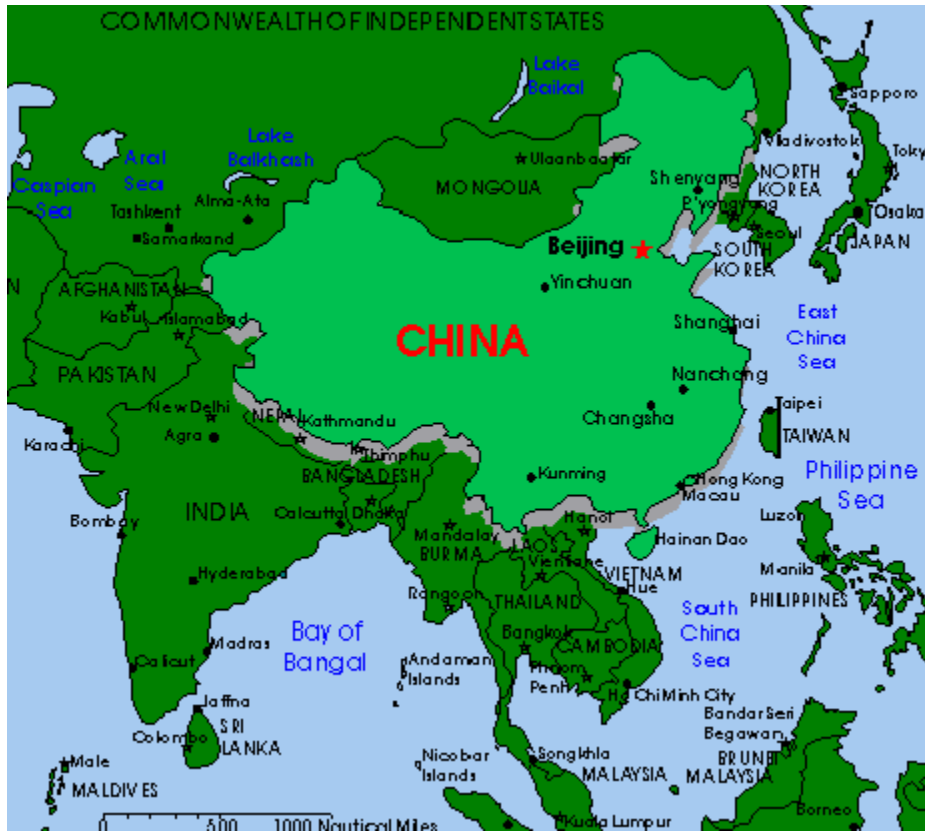 COMMONWEALTH OF INDEPENDENT STATES
Lake
Baikal
Sapporo
Lake
Balkhash
Aral
Sea
Caspian
Sea
Ulaanbaatar
Vladivostok
Toky
MONGOLIA
Shenyang
NORTH
KOREA
Alma-Ata
Tashkent
Samarkand
P'yongyang
Osaka
Seoul
JAPAN
Beijing
SOUTH
KOREA
N
AFGHANISTAN
Kabul
Islamabad
Yinchuan
East
China
Sea
CHINA
Shanghai
PAKISTAN
Nanchang
New Delhi
NEPAL
Kathmandu
Changsha
Taipei
Agra
TAIWAN
Karachi
Thimphu
BANGLADESH
Kunming
Hong Kong
Macau
Philippine
Sea
INDIA
Calcutta
Dhaka
Hanoi
Luzon
Bombay
Mandalay
BURMA
LAOS
Hainan Dao
Vientiane
Manila
Hyderabad
VIETNAM
Hue
Rangoon
THAILAND
PHILIPPINES
South
China
Sea
Bay of
Bangal
Madras
Bangkok
CAMBODIA
Calicut
Andaman
Islands
Phnom
Penh
Ho Chi Minh City
Jaffna
Bandar Seri
Begawan
SRI
LANKA
Colombo
Nicobar
Islands
Songkhla
BRUNEI
MALAYSIA
MALAYSIA
Male
MALDIVES
Borneo
0 500 1000 Nautical Miles
Kuala Lumpur